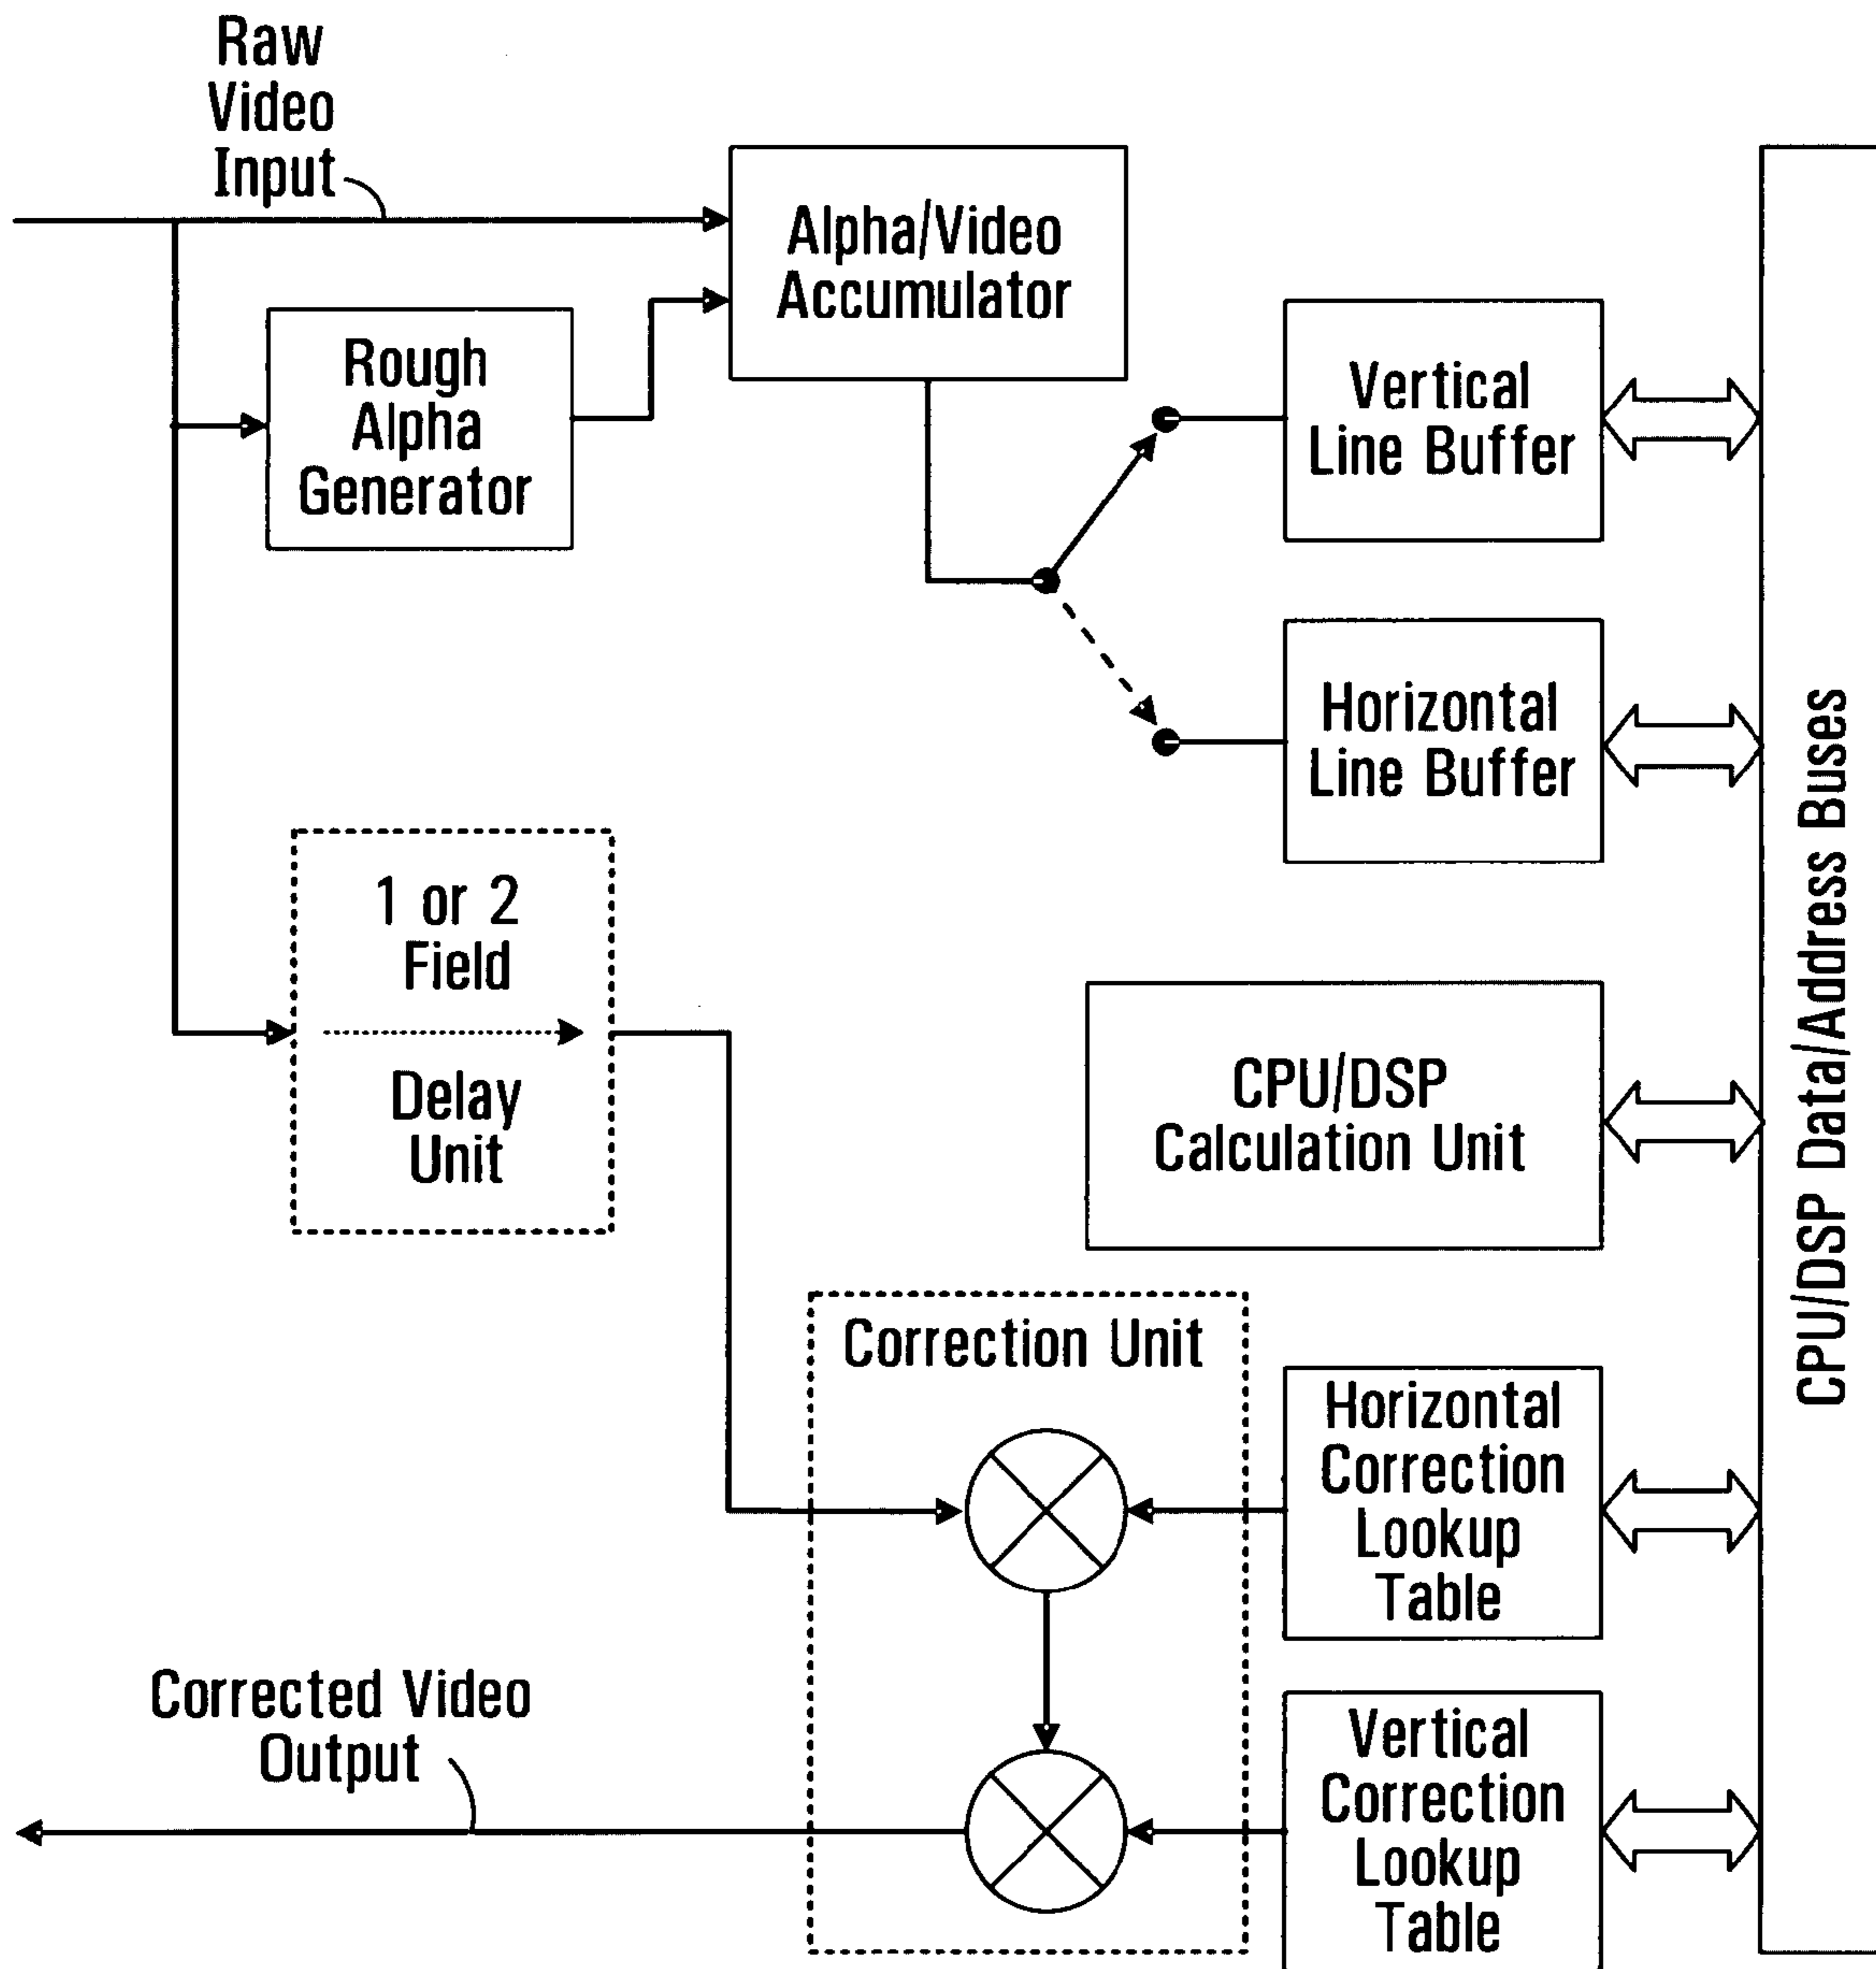 Raw
Video
Input
Alpha/Video
Accumulator
Rough
Alpha
Generator
Vertical
Line Buffer
Horizontal
Line Buffer
1 or 2
Field
Delay
Unit
CPU/DSP
Calculation Unit
CPU/DSP Data/Address Buses
Correction Unit
Horizontal
Correction
Lookup
Table
Corrected Video
Output
Vertical
Correction
Lookup
Table